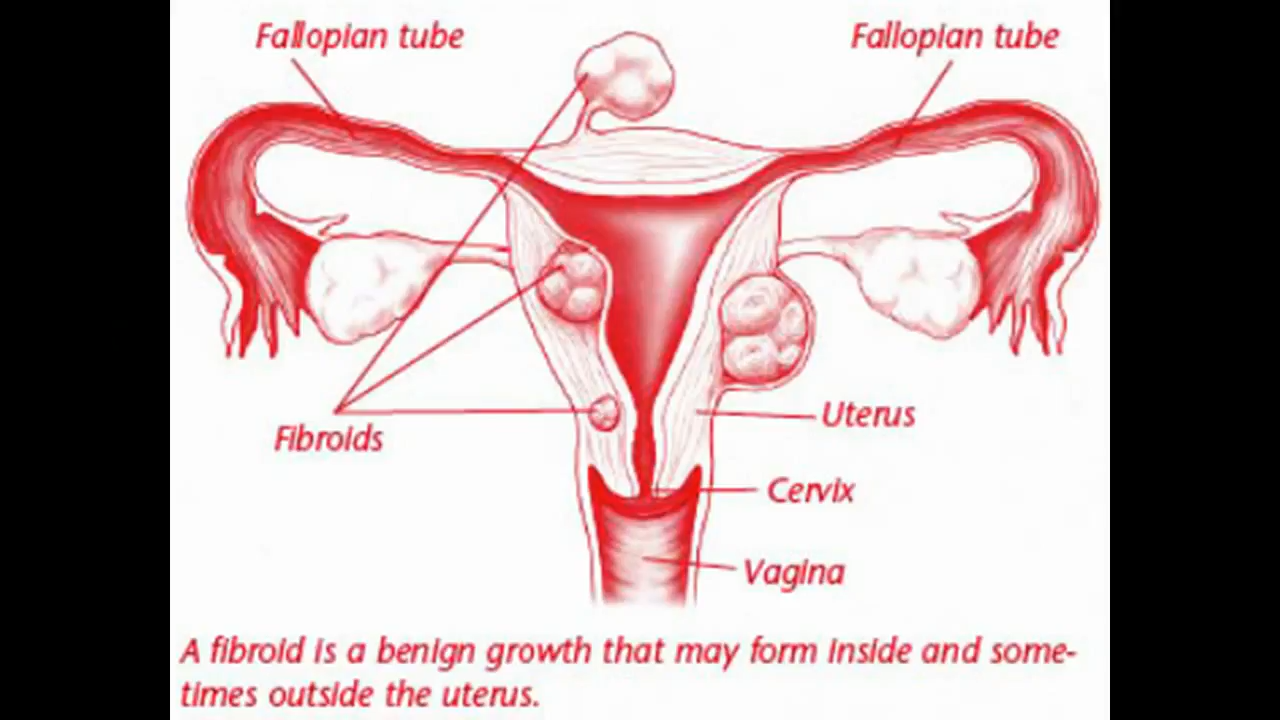 Fallopian tube
Fallopian tube
Fibroids
Uterus
Cervix
Vagina
A fibroid is a benign growth that may form inside and some-
times outside the uterus.